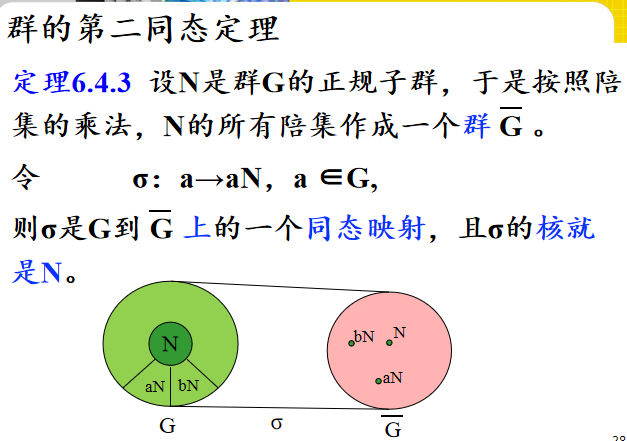 群的第二同态定理
定理6.4.3 设N是群G的正规子群，于是按照陪
集的乘法，N的所有陪集作成一个群 G̅ 。
令 σ：a→aN，a ∈G,
则σ是G到 G̅ 上的一个同态映射，且σ的核就
是N。
N
aN bN
bN N
aN
G σ G̅
28